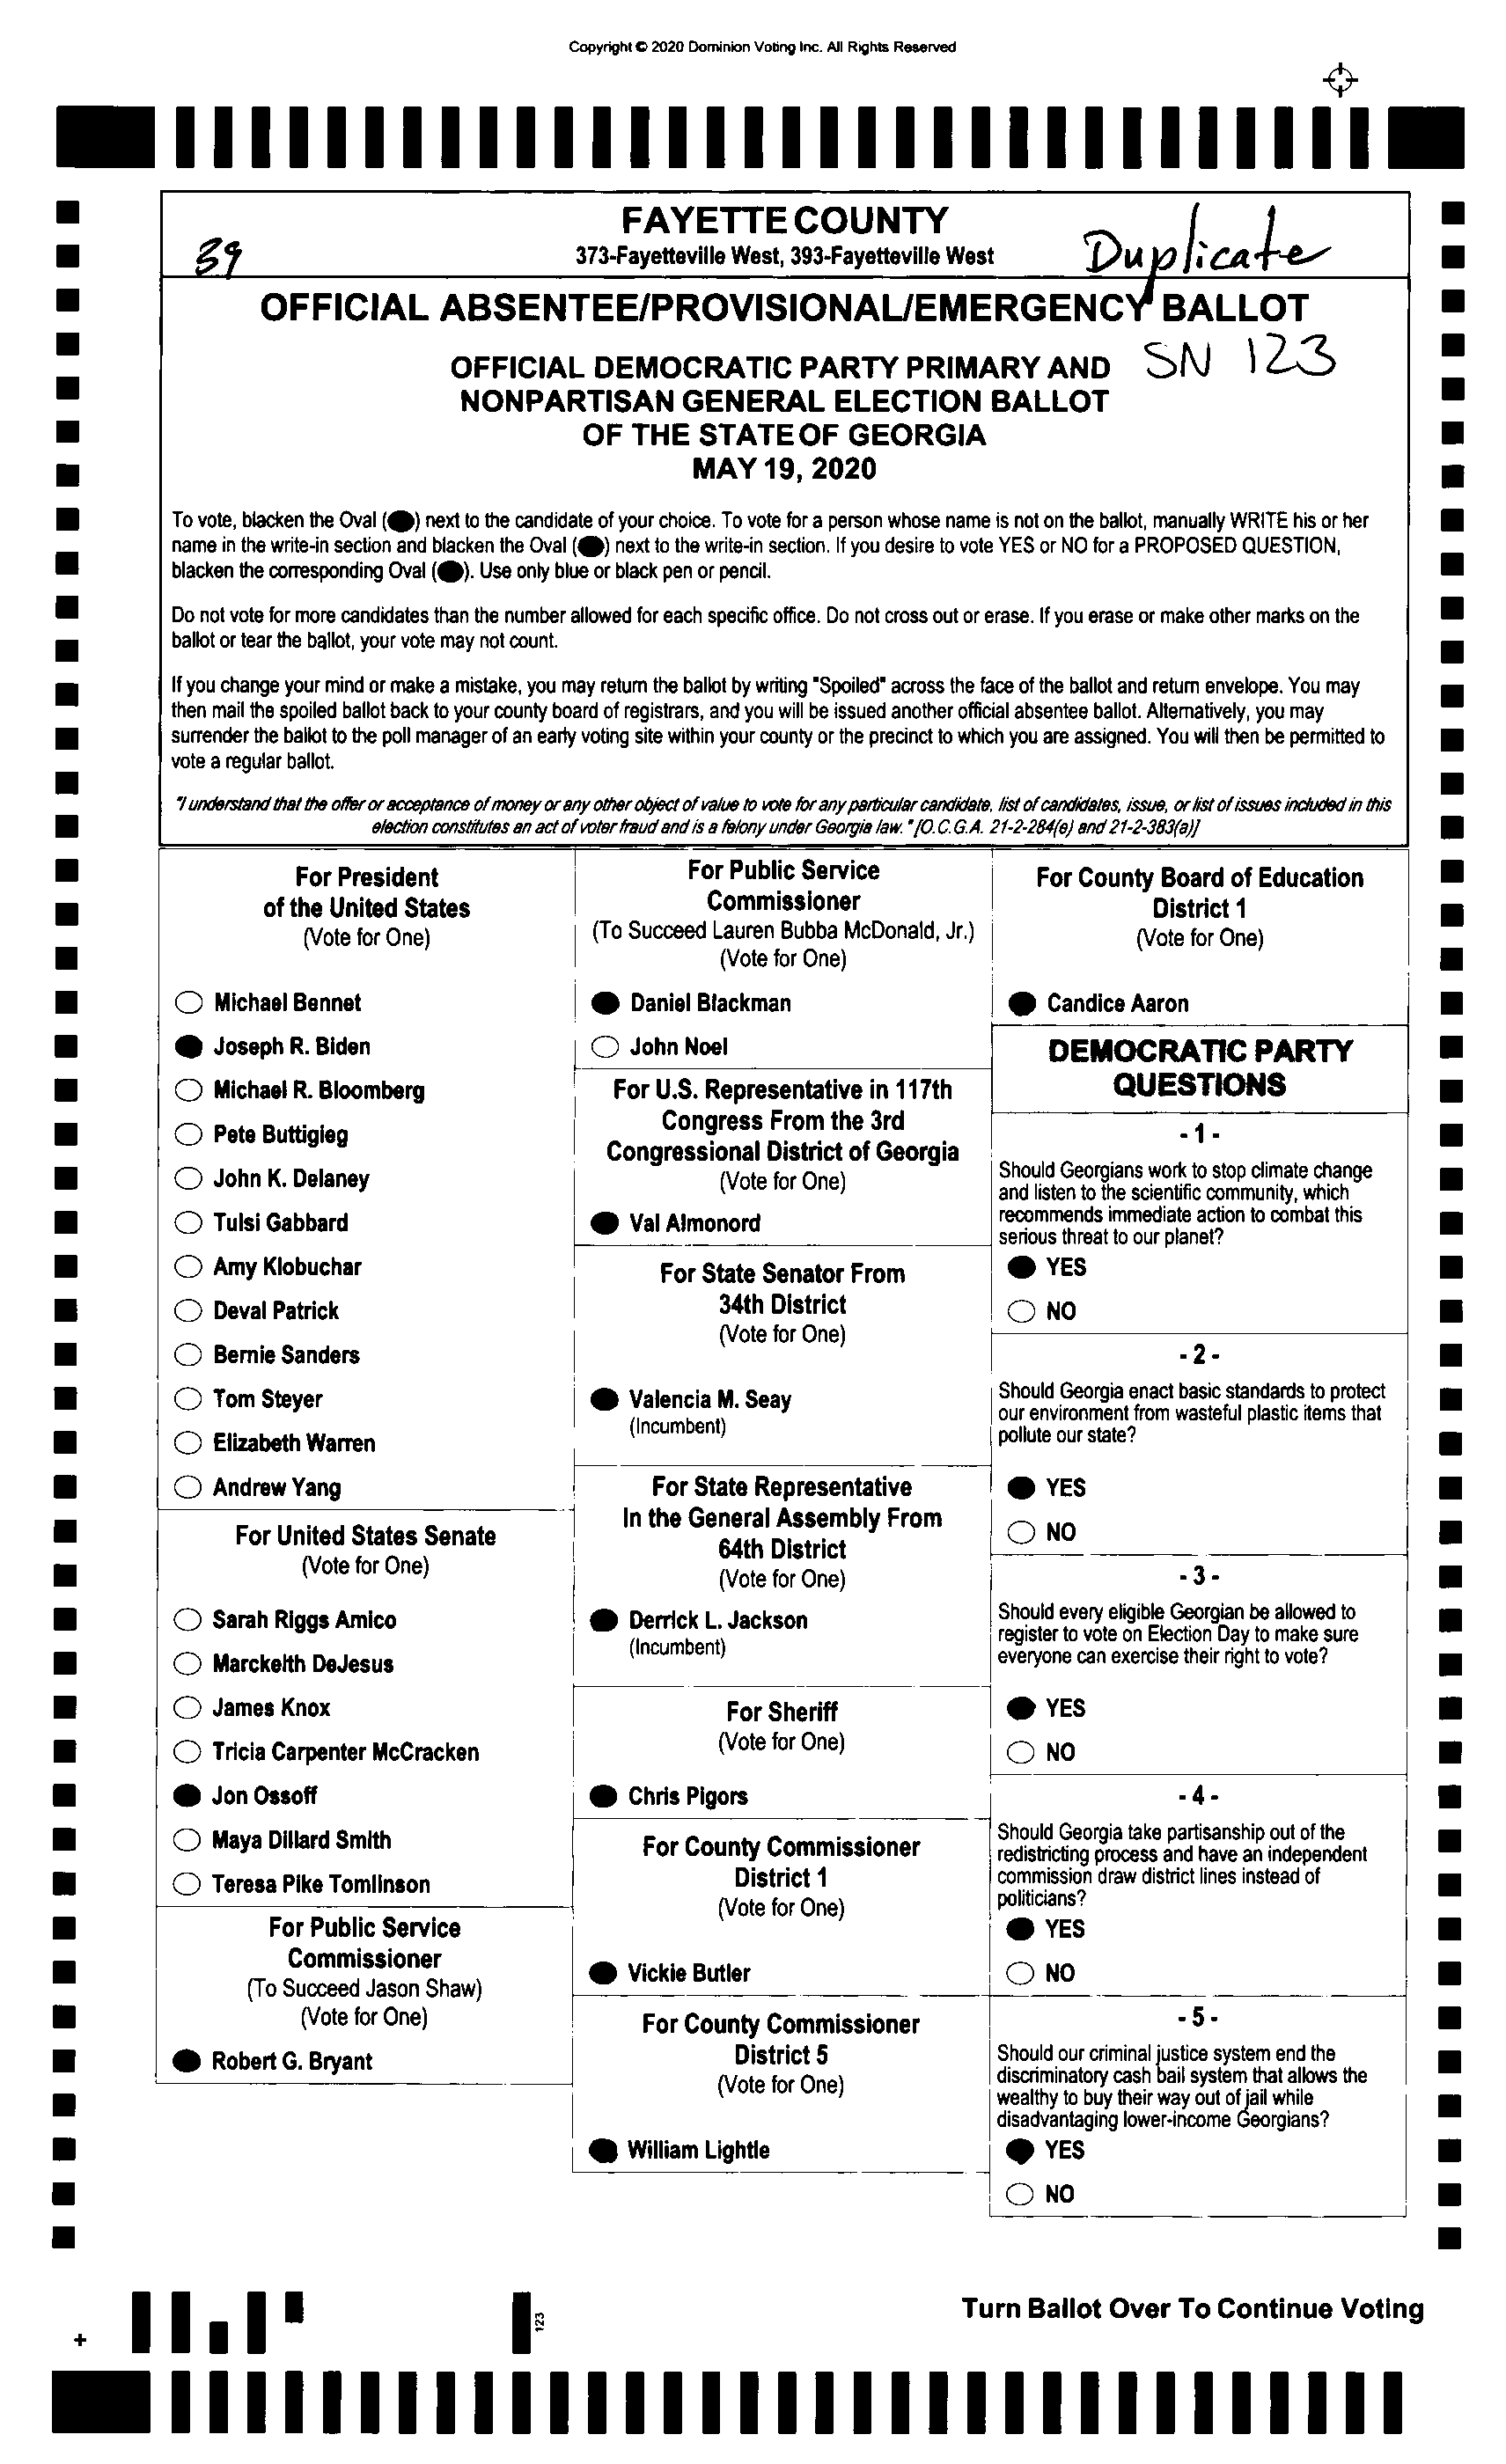 Copyright © 2020 Dominion Voting Inc. All Rights Reserved
FAYETTE COUNTY
39
373-Fayetteville West, 393-Fayetteville West
Duplicate
OFFICIAL ABSENTEE/PROVISIONAL/EMERGENCY BALLOT
SN 123
OFFICIAL DEMOCRATIC PARTY PRIMARY AND
NONPARTISAN GENERAL ELECTION BALLOT
OF THE STATE OF GEORGIA
MAY 19, 2020
To vote, blacken the Oval (●) next to the candidate of your choice. To vote for a person whose name is not on the ballot, manually WRITE his or her
name in the write-in section and blacken the Oval (●) next to the write-in section. If you desire to vote YES or NO for a PROPOSED QUESTION,
blacken the corresponding Oval (●). Use only blue or black pen or pencil.
Do not vote for more candidates than the number allowed for each specific office. Do not cross out or erase. If you erase or make other marks on the
ballot or tear the ballot, your vote may not count.
If you change your mind or make a mistake, you may return the ballot by writing "Spoiled" across the face of the ballot and return envelope. You may
then mail the spoiled ballot back to your county board of registrars, and you will be issued another official absentee ballot. Alternatively, you may
surrender the ballot to the poll manager of an early voting site within your county or the precinct to which you are assigned. You will then be permitted to
vote a regular ballot.
"I understand that the offer or acceptance of money or any other object of value to vote for any particular candidate, list of candidates, issue, or list of issues included in this
election constitutes an act of voter fraud and is a felony under Georgia law." [O.C.G.A. 21-2-284(e) and 21-2-383(a)]
For President
of the United States
(Vote for One)
Michael Bennet
Joseph R. Biden
Michael R. Bloomberg
Pete Buttigieg
John K. Delaney
Tulsi Gabbard
Amy Klobuchar
Deval Patrick
Bernie Sanders
Tom Steyer
Elizabeth Warren
Andrew Yang
For United States Senate
(Vote for One)
Sarah Riggs Amico
Marckeith DeJesus
James Knox
Tricia Carpenter McCracken
Jon Ossoff
Maya Dillard Smith
Teresa Pike Tomlinson
For Public Service
Commissioner
(To Succeed Jason Shaw)
(Vote for One)
Robert G. Bryant
For Public Service
Commissioner
(To Succeed Lauren Bubba McDonald, Jr.)
(Vote for One)
Daniel Blackman
John Noel
For U.S. Representative in 117th
Congress From the 3rd
Congressional District of Georgia
(Vote for One)
Val Almonord
For State Senator From
34th District
(Vote for One)
Valencia M. Seay
(Incumbent)
For State Representative
In the General Assembly From
64th District
(Vote for One)
Derrick L. Jackson
(Incumbent)
For Sheriff
(Vote for One)
Chris Pigors
For County Commissioner
District 1
(Vote for One)
Vickie Butler
For County Commissioner
District 5
(Vote for One)
William Lightle
For County Board of Education
District 1
(Vote for One)
Candice Aaron
DEMOCRATIC PARTY
QUESTIONS
- 1 -
Should Georgians work to stop climate change
and listen to the scientific community, which
recommends immediate action to combat this
serious threat to our planet?
YES
NO
- 2 -
Should Georgia enact basic standards to protect
our environment from wasteful plastic items that
pollute our state?
YES
NO
- 3 -
Should every eligible Georgian be allowed to
register to vote on Election Day to make sure
everyone can exercise their right to vote?
YES
NO
- 4 -
Should Georgia take partisanship out of the
redistricting process and have an independent
commission draw district lines instead of
politicians?
YES
NO
- 5 -
Should our criminal justice system end the
discriminatory cash bail system that allows the
wealthy to buy their way out of jail while
disadvantaging lower-income Georgians?
YES
NO
Turn Ballot Over To Continue Voting
123